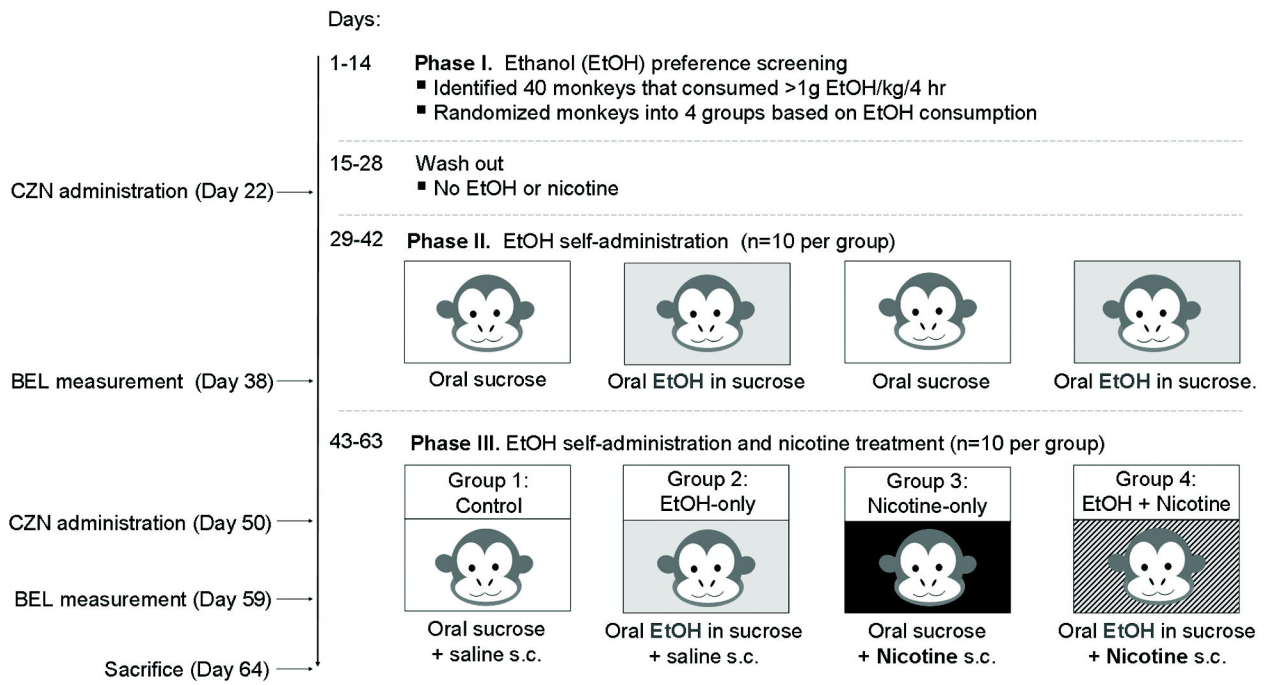 Days:
1-14
Phase I. Ethanol (EtOH) preference screening
▪ Identified 40 monkeys that consumed >1g EtOH/kg/4 hr
▪ Randomized monkeys into 4 groups based on EtOH consumption
15-28
Wash out
▪ No EtOH or nicotine
CZN administration (Day 22)
29-42
Phase II. EtOH self-administration (n=10 per group)
Oral sucrose
Oral EtOH in sucrose
Oral sucrose
Oral EtOH in sucrose.
BEL measurement (Day 38)
43-63
Phase III. EtOH self-administration and nicotine treatment (n=10 per group)
Group 1:
Control
Group 2:
EtOH-only
Group 3:
Nicotine-only
Group 4:
EtOH + Nicotine
CZN administration (Day 50)
BEL measurement (Day 59)
Oral sucrose
+ saline s.c.
Oral EtOH in sucrose
+ saline s.c.
Oral sucrose
+ Nicotine s.c.
Oral EtOH in sucrose
+ Nicotine s.c.
Sacrifice (Day 64)